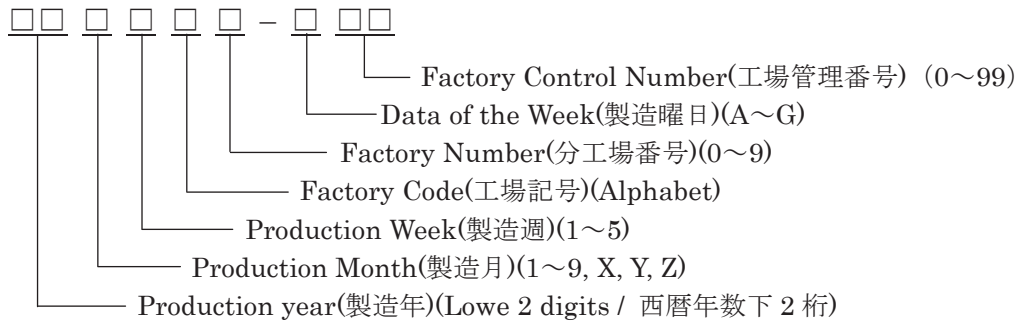 □□ □ □ □ □ - □ □□
Factory Control Number(工場管理番号)(0~99)
Data of the Week(製造曜日)(A~G)
Factory Number(分工場番号)(0~9)
Factory Code(工場記号)(Alphabet)
Production Week(製造週)(1~5)
Production Month(製造月)(1~9, X, Y, Z)
Production year(製造年)(Lowe 2 digits / 西暦年数下 2 桁)